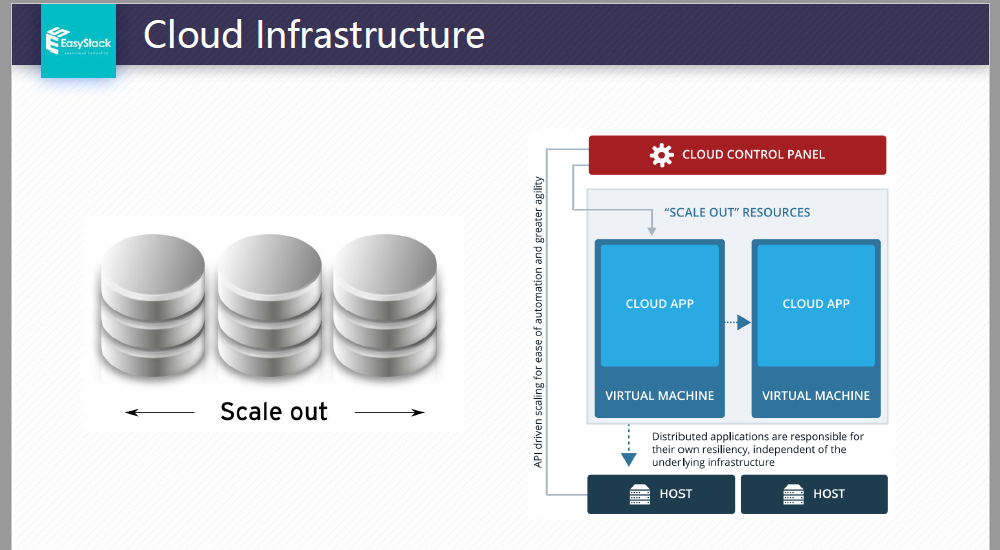 EasyStack
Cloud Infrastructure
Scale out
API driven scaling for ease of automation and greater agility
CLOUD CONTROL PANEL
“SCALE OUT” RESOURCES
CLOUD APP
CLOUD APP
VIRTUAL MACHINE
VIRTUAL MACHINE
Distributed applications are responsible for
their own resiliency, independent of the
underlying infrastructure
HOST
HOST